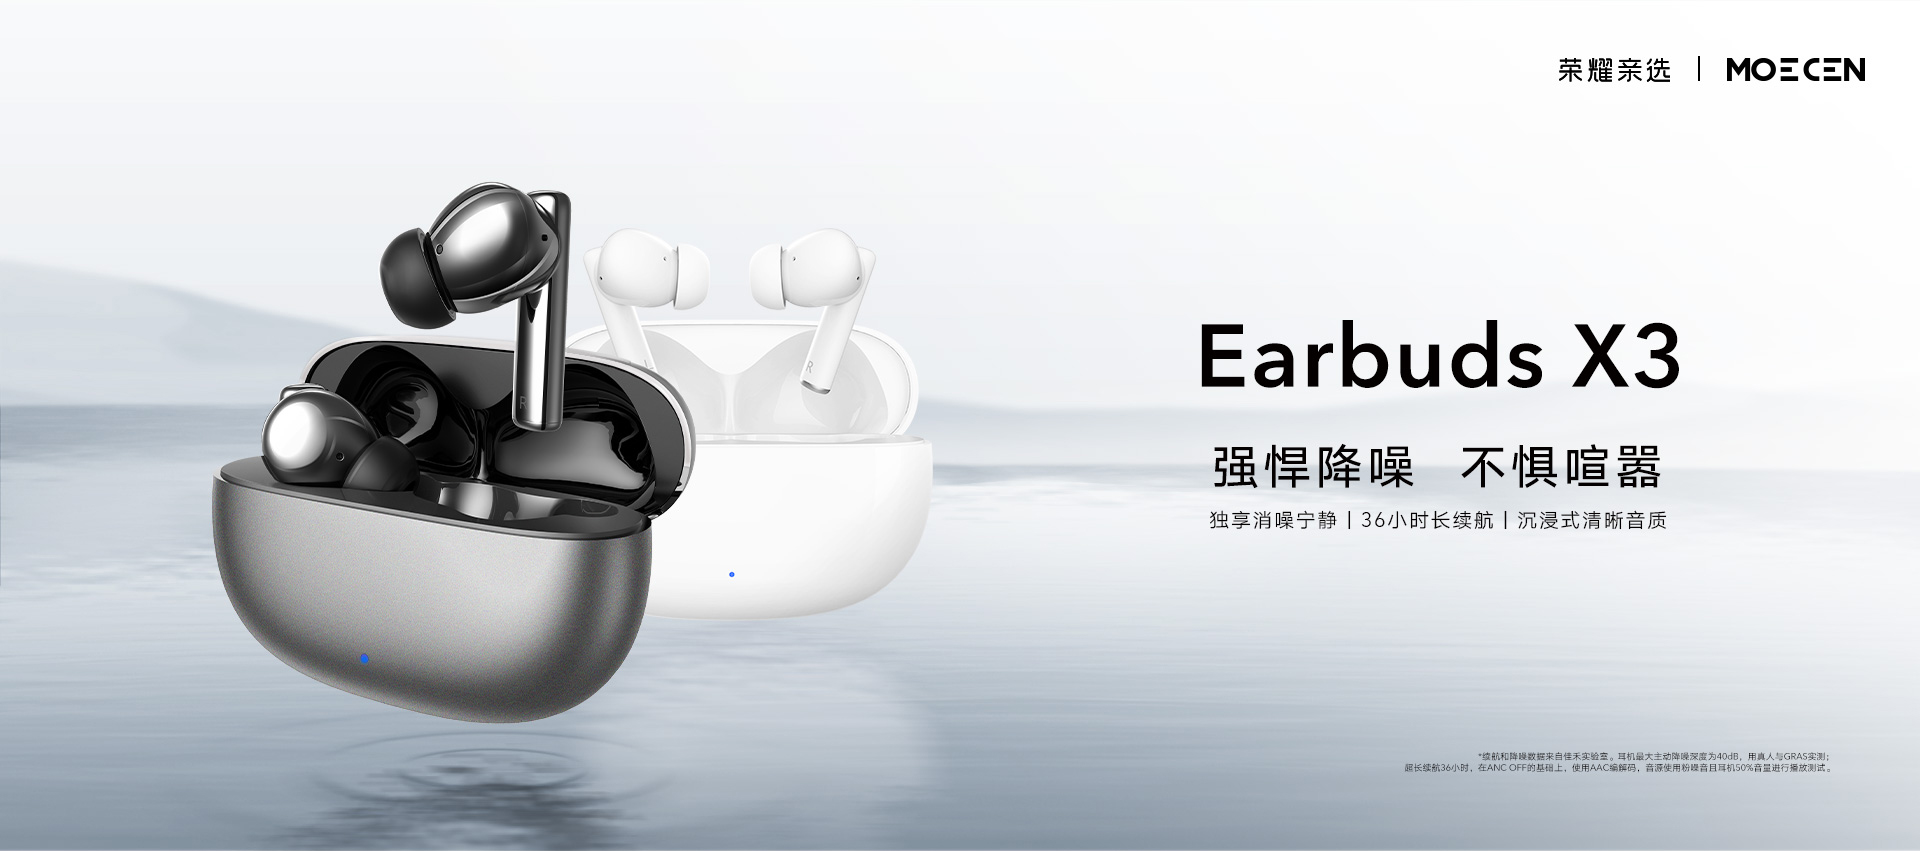 荣耀亲选 | MOECEN
Earbuds X3
强悍降噪 不惧喧嚣
独享消噪宁静 | 36小时长续航 | 沉浸式清晰音质
*续航和降噪数据来自佳禾实验室。耳机最大主动降噪深度为40dB，用真人与GRAS实测；
超长续航36小时，在ANC OFF的基础上，使用AAC编解码，音源使用粉噪音且耳机50%音量进行播放测试。
R
R